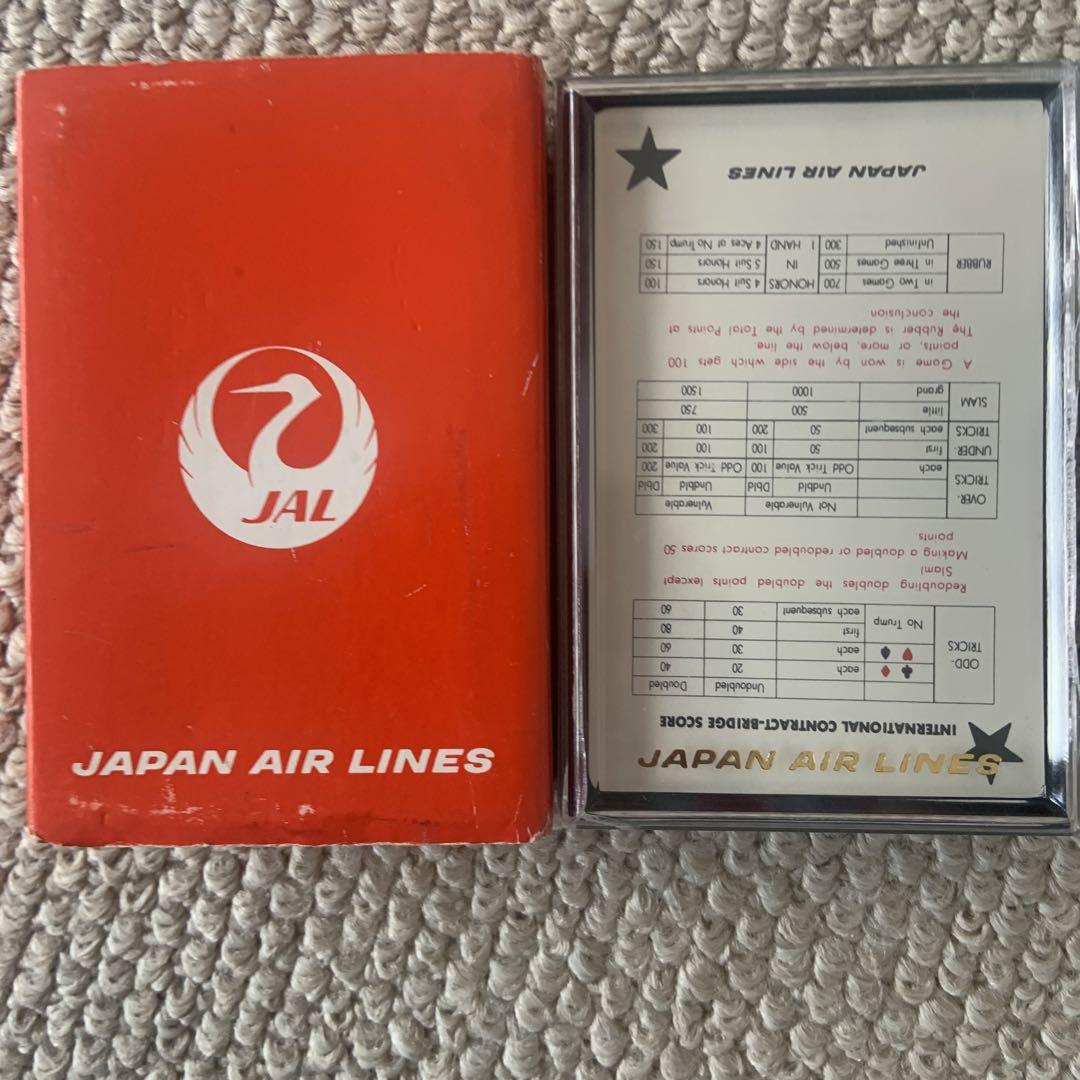 JAL
JAPAN AIR LINES
JAPAN AIR LINES
INTERNATIONAL CONTRACT-BRIDGE SCORE
Undoubled Doubled
ODD-TRICKS ♣ ♦ each 20 40
♥ ♠ each 30 60
No Trump first 40 80
each subsequent 30 60
Redoubling doubles the doubled points (except
Slam)
Making a doubled or redoubled contract scores 50
points.
Not Vulnerable Vulnerable
Undbld Dbld Undbld Dbld
OVER-TRICKS each Odd Trick Value 100 Odd Trick Value 200
UNDER-TRICKS first 50 100 100 200
each subsequent 50 200 100 300
SLAM little 500 750
grand 1000 1500
A Game is won by the side which gets 100
points, or more, below the line.
The Rubber is determined by the Total Points at
the conclusion.
RUBBER in Two Games 700 HONORS 4 Suit Honors 100
in Three Games 500 IN 5 Suit Honors 150
Unfinished 300 1 HAND 4 Aces at No Trump 150
JAPAN AIR LINES